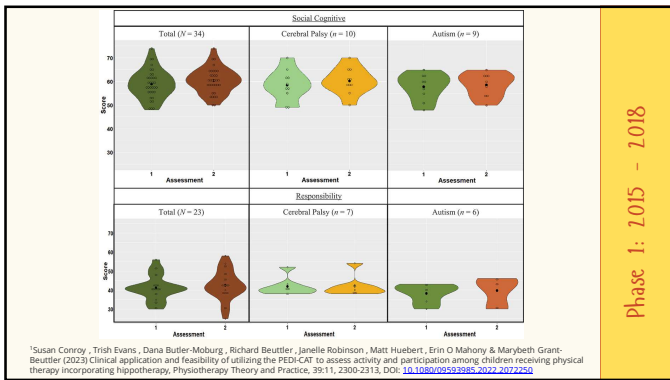 Social Cognitive
Total (N = 34)
Cerebral Palsy (n = 10)
Autism (n = 9)
Score
70
60
50
40
30
1
2
Assessment
1
2
Assessment
1
2
Assessment
Responsibility
Total (N = 23)
Cerebral Palsy (n = 7)
Autism (n = 6)
Score
70
60
50
40
30
1
2
Assessment
1
2
Assessment
1
2
Assessment
Phase 1: 2015 - 2018
1Susan Conroy , Trish Evans , Dana Butler-Moburg , Richard Beuttler , Janelle Robinson , Matt Huebert , Erin O Mahony & Marybeth Grant-
Beuttler (2023) Clinical application and feasibility of utilizing the PEDI-CAT to assess activity and participation among children receiving physical
therapy incorporating hippotherapy, Physiotherapy Theory and Practice, 39:11, 2300-2313, DOI: 10.1080/09593985.2022.2072250